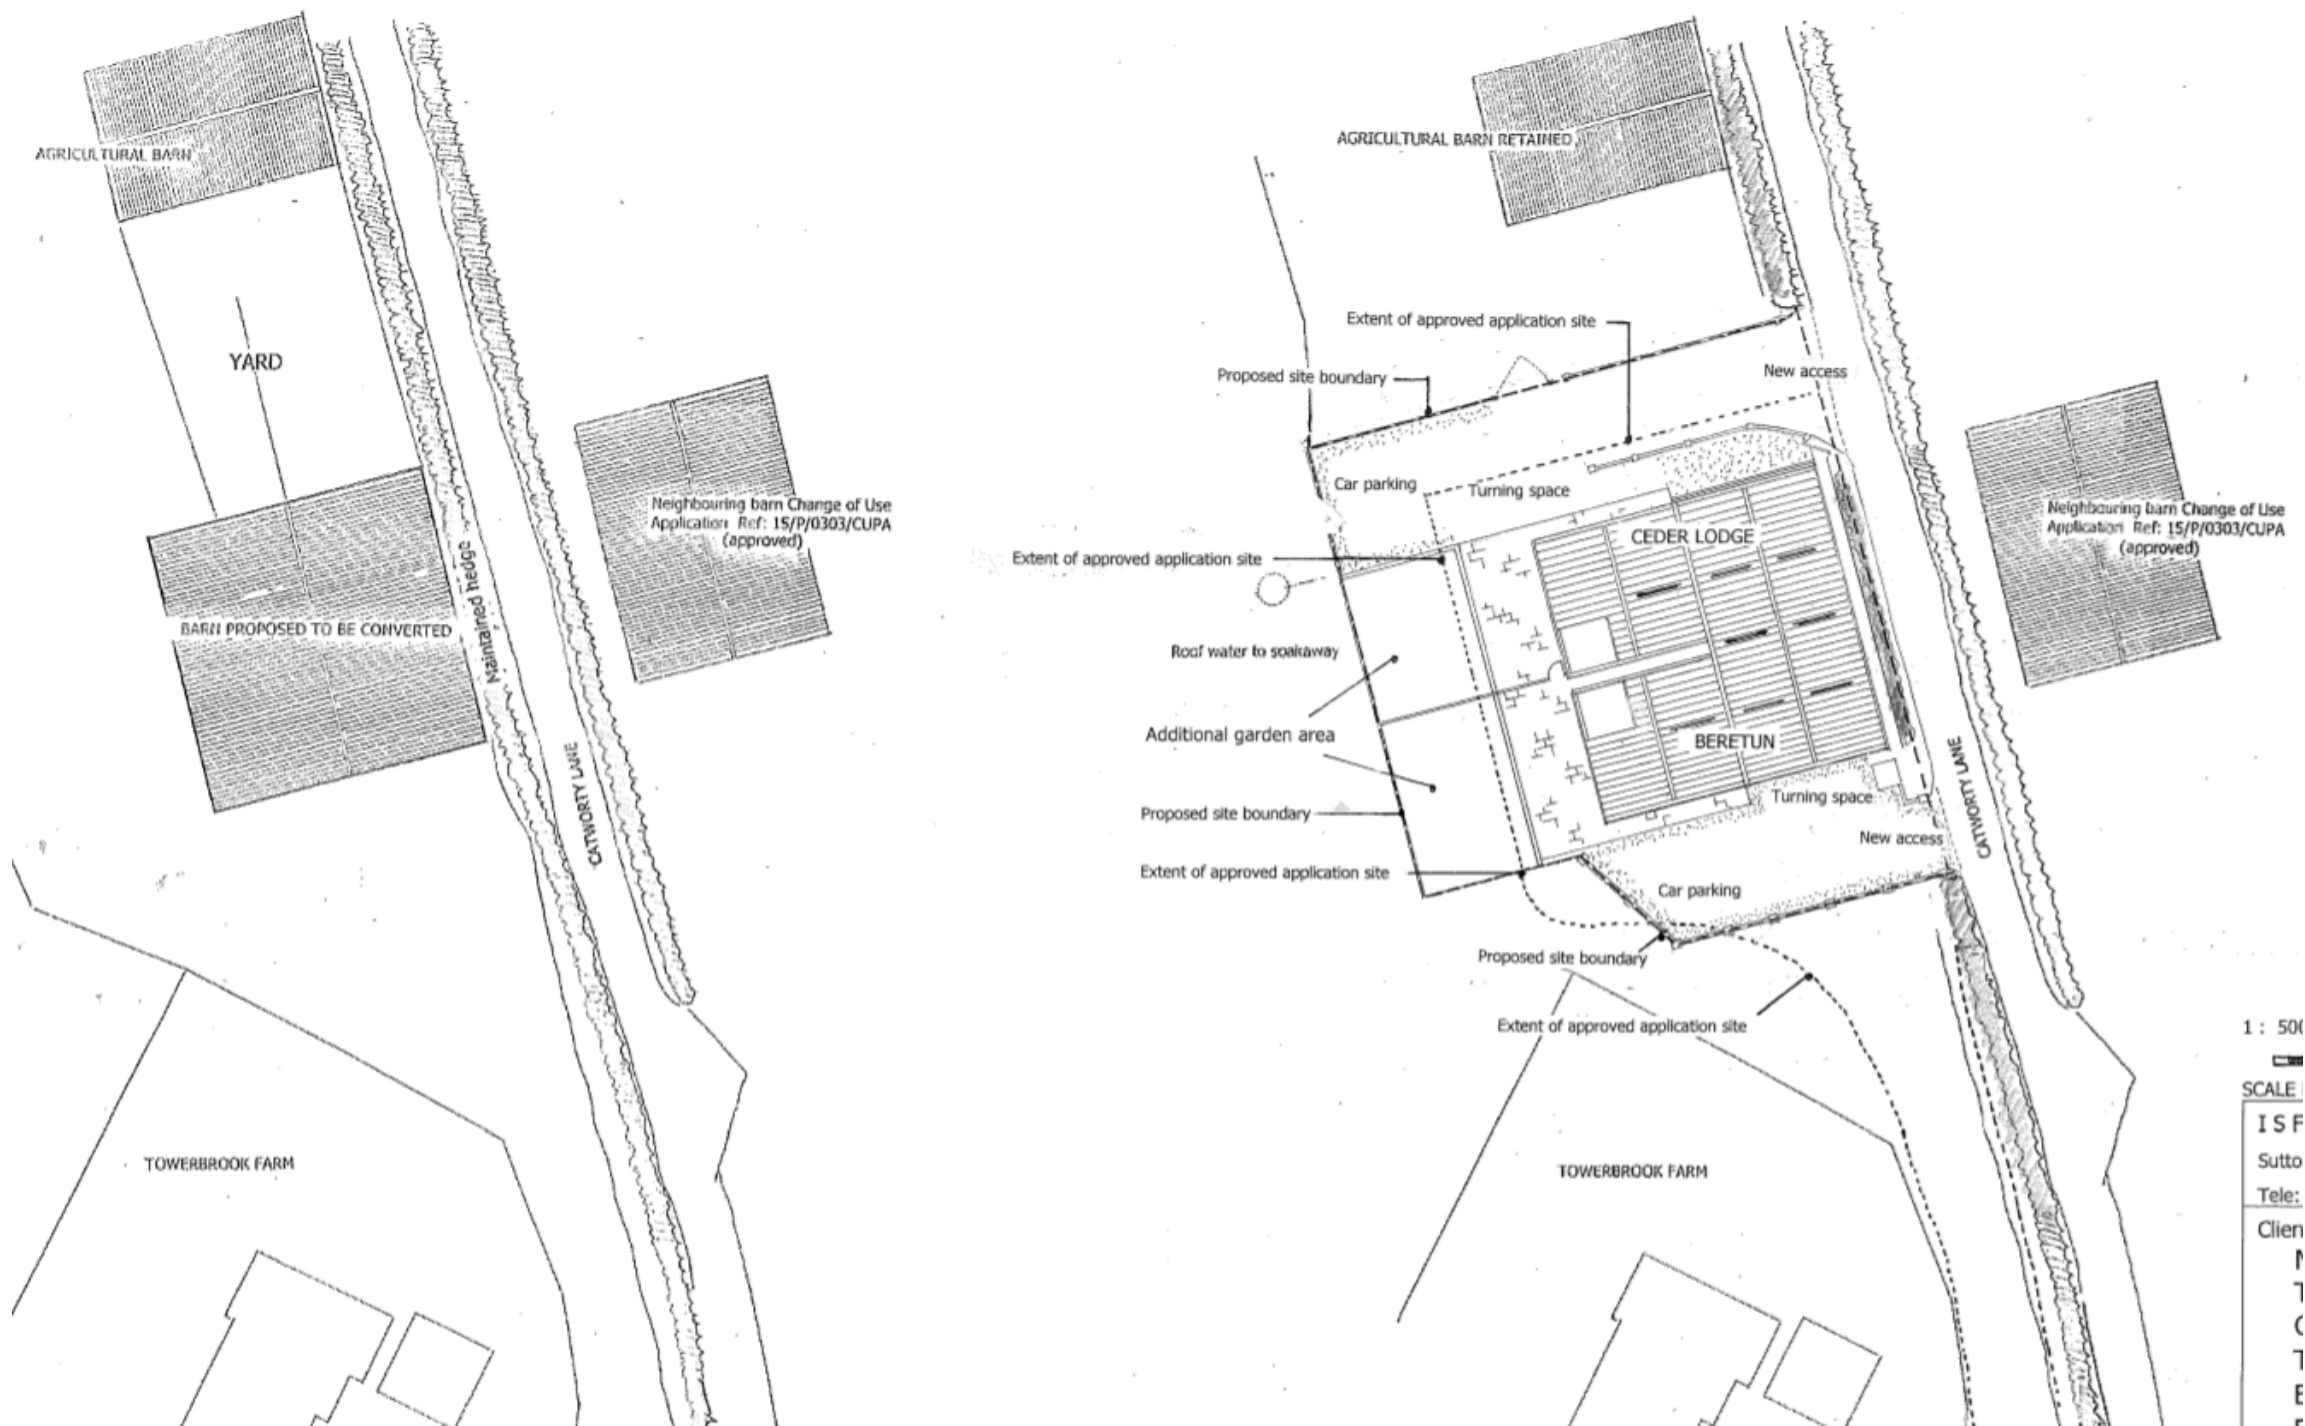 AGRICULTURAL BARN
YARD
Maintained hedge
BARN PROPOSED TO BE CONVERTED
Neighbouring barn Change of Use
Application Ref: 15/P/0303/CUPA
(approved)
CATWORTY LANE
TOWERBROOK FARM
AGRICULTURAL BARN RETAINED
Extent of approved application site
Proposed site boundary
New access
Car parking
Turning space
CEDER LODGE
Neighbouring barn Change of Use
Application Ref: 15/P/0303/CUPA
(approved)
Extent of approved application site
Roof water to soakaway
Additional garden area
BERETUN
CATWORTY LANE
Turning space
Proposed site boundary
New access
Extent of approved application site
Car parking
Proposed site boundary
Extent of approved application site
TOWERBROOK FARM
1 : 500
SCALE
I S F
Sutto
Tele:
Clien